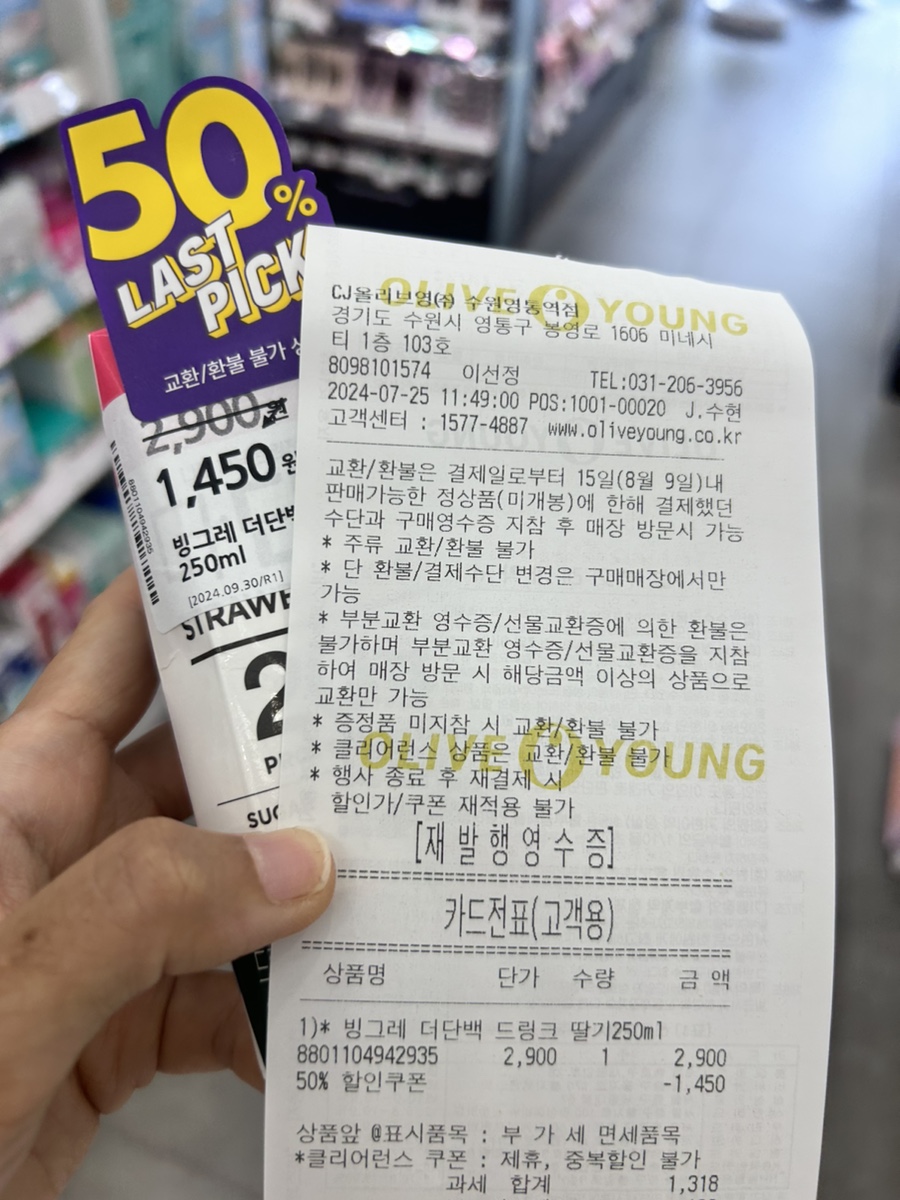 50%
LAST
PICK
교환/환불 불가
2,900원
1,450원
8801104942935
빙그레 더단백
250ml
[2024.09.30/R1]
SUG
OLIVE YOUNG
CJ올리브영(주) 수원영통역점
경기도 수원시 영통구 봉영로 1606 미네시
티 1층 103호
8098101574 이선정 TEL:031-206-3956
2024-07-25 11:49:00 POS:1001-00020 J.수현
고객센터 : 1577-4887 www.oliveyoung.co.kr
교환/환불은 결제일로부터 15일(8월 9일)내
판매가능한 정상품(미개봉)에 한해 결제했던
수단과 구매영수증 지참 후 매장 방문시 가능
* 주류 교환/환불 불가
* 단 환불/결제수단 변경은 구매매장에서만
가능
* 부분교환 영수증/선물교환증에 의한 환불은
불가하며 부분교환 영수증/선물교환증을 지참
하여 매장 방문 시 해당금액 이상의 상품으로
교환만 가능
* 증정품 미지참 시 교환/환불 불가
* 클리어런스 상품은 교환/환불 불가
OLIVE YOUNG
* 행사 종료 후 재결제 시
할인가/쿠폰 재적용 불가
[재발행영수증]
카드전표(고객용)
상품명 단가 수량 금 액
1)* 빙그레 더단백 드링크 딸기250ml
8801104942935 2,900 1 2,900
50% 할인쿠폰 -1,450
상품앞 @표시품목 : 부 가 세 면세품목
*클리어런스 쿠폰 : 제휴, 중복할인 불가
과세 합계 1,318